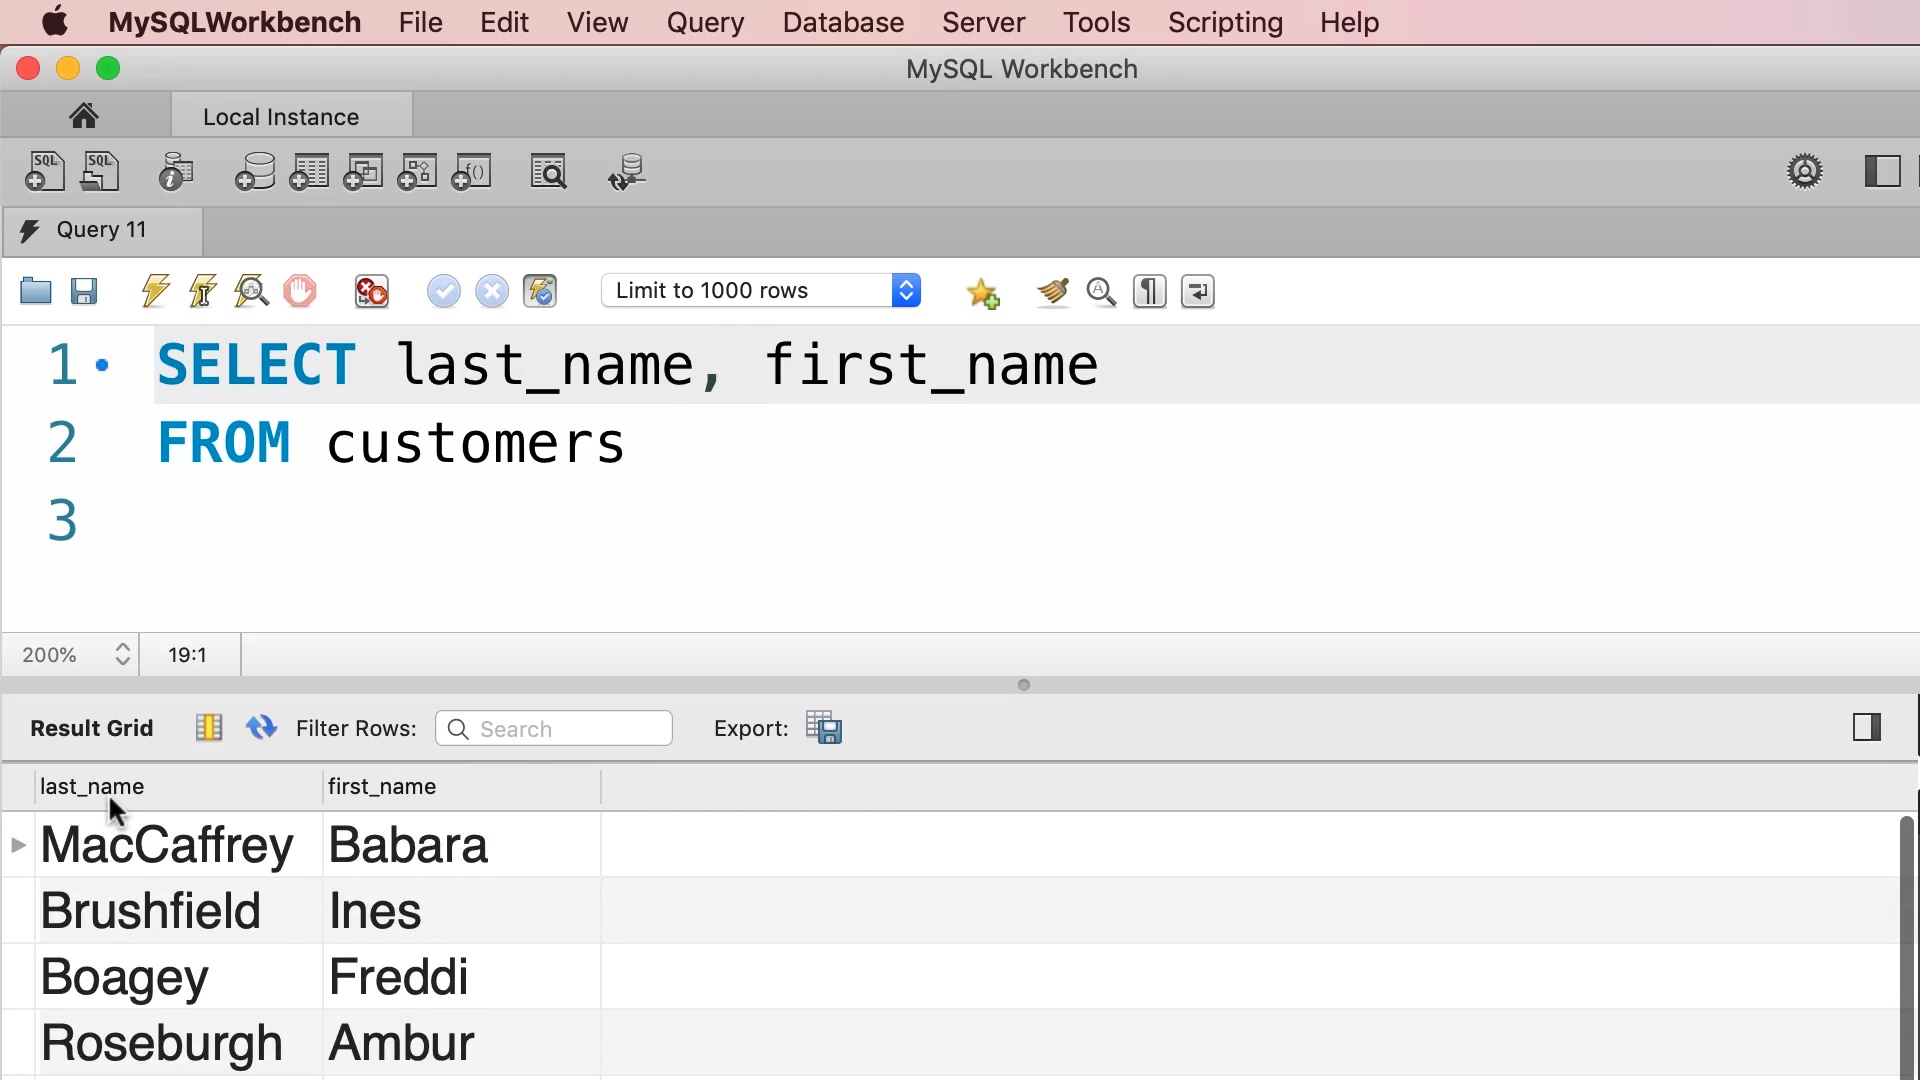 MySQLWorkbench File Edit View Query Database Server Tools Scripting Help
MySQL Workbench
Local Instance
SQL SQL
Query 11
Limit to 1000 rows
1 SELECT last_name, first_name
2 FROM customers
3
200% 19:1
Result Grid Filter Rows: Search Export:
last_name first_name
MacCaffrey Babara
Brushfield Ines
Boagey Freddi
Roseburgh Ambur